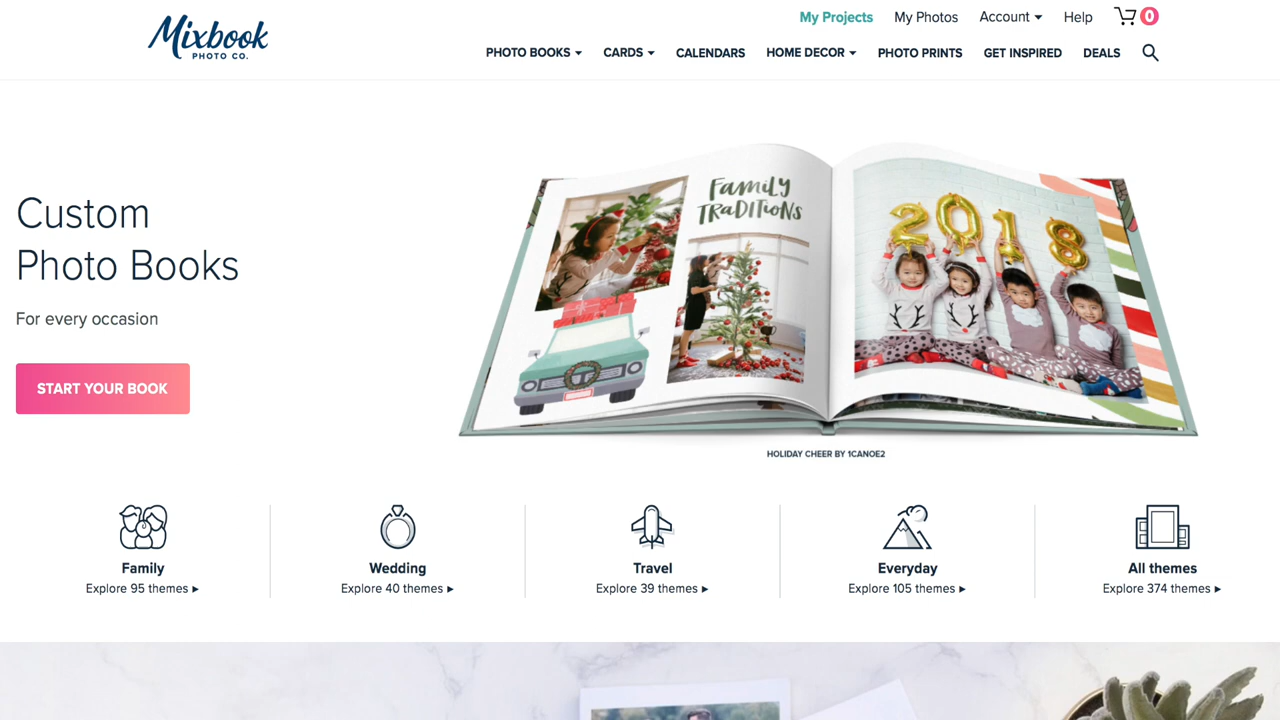 Mixbook
PHOTO CO.
My Projects
My Photos
Account
Help
0
PHOTO BOOKS
CARDS
CALENDARS
HOME DECOR
PHOTO PRINTS
GET INSPIRED
DEALS
Custom
Photo Books
For every occasion
START YOUR BOOK
FAMILY
TRADITIONS
2018
HOLIDAY CHEER BY 1CANOE2
Family
Explore 95 themes ▸
Wedding
Explore 40 themes ▸
Travel
Explore 39 themes ▸
Everyday
Explore 105 themes ▸
All themes
Explore 374 themes ▸